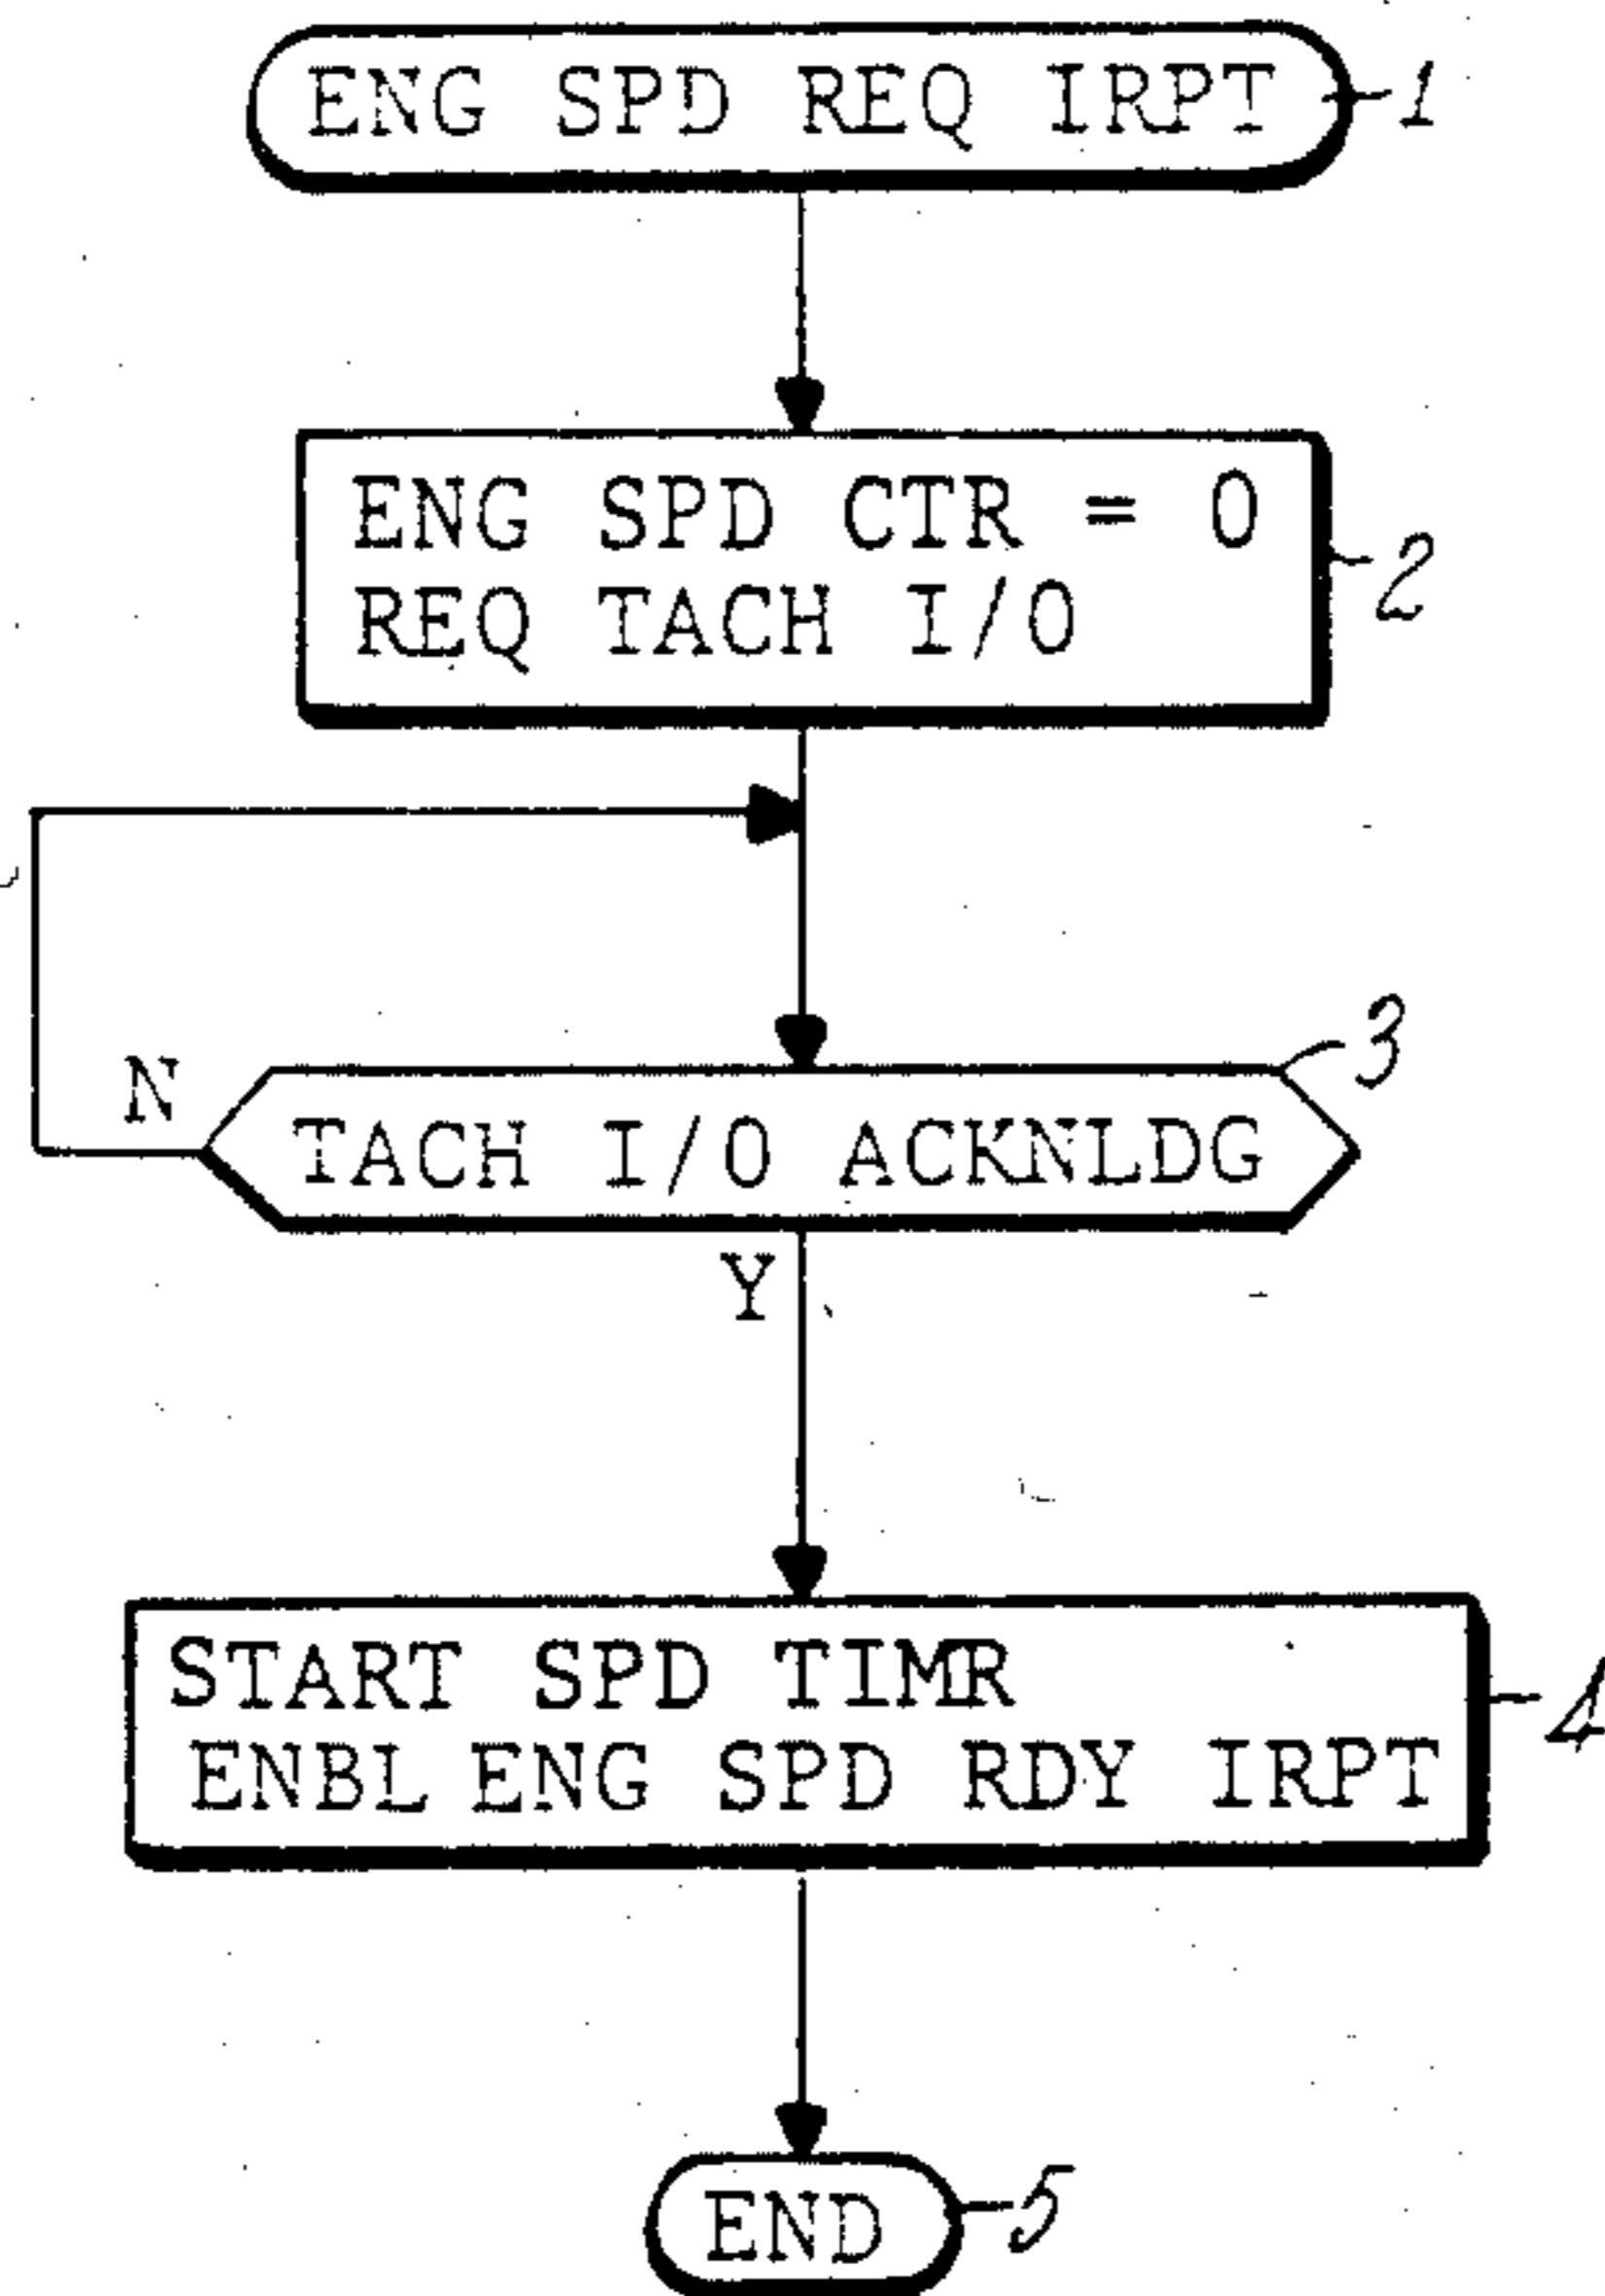 ENG SPD REQ IRPT 1
ENG SPD CTR = 0
REQ TACH I/O
2
3
N
TACH I/O ACKNLDG
Y
START SPD TIMR
4
ENBL ENG SPD RDY IRPT
END 5